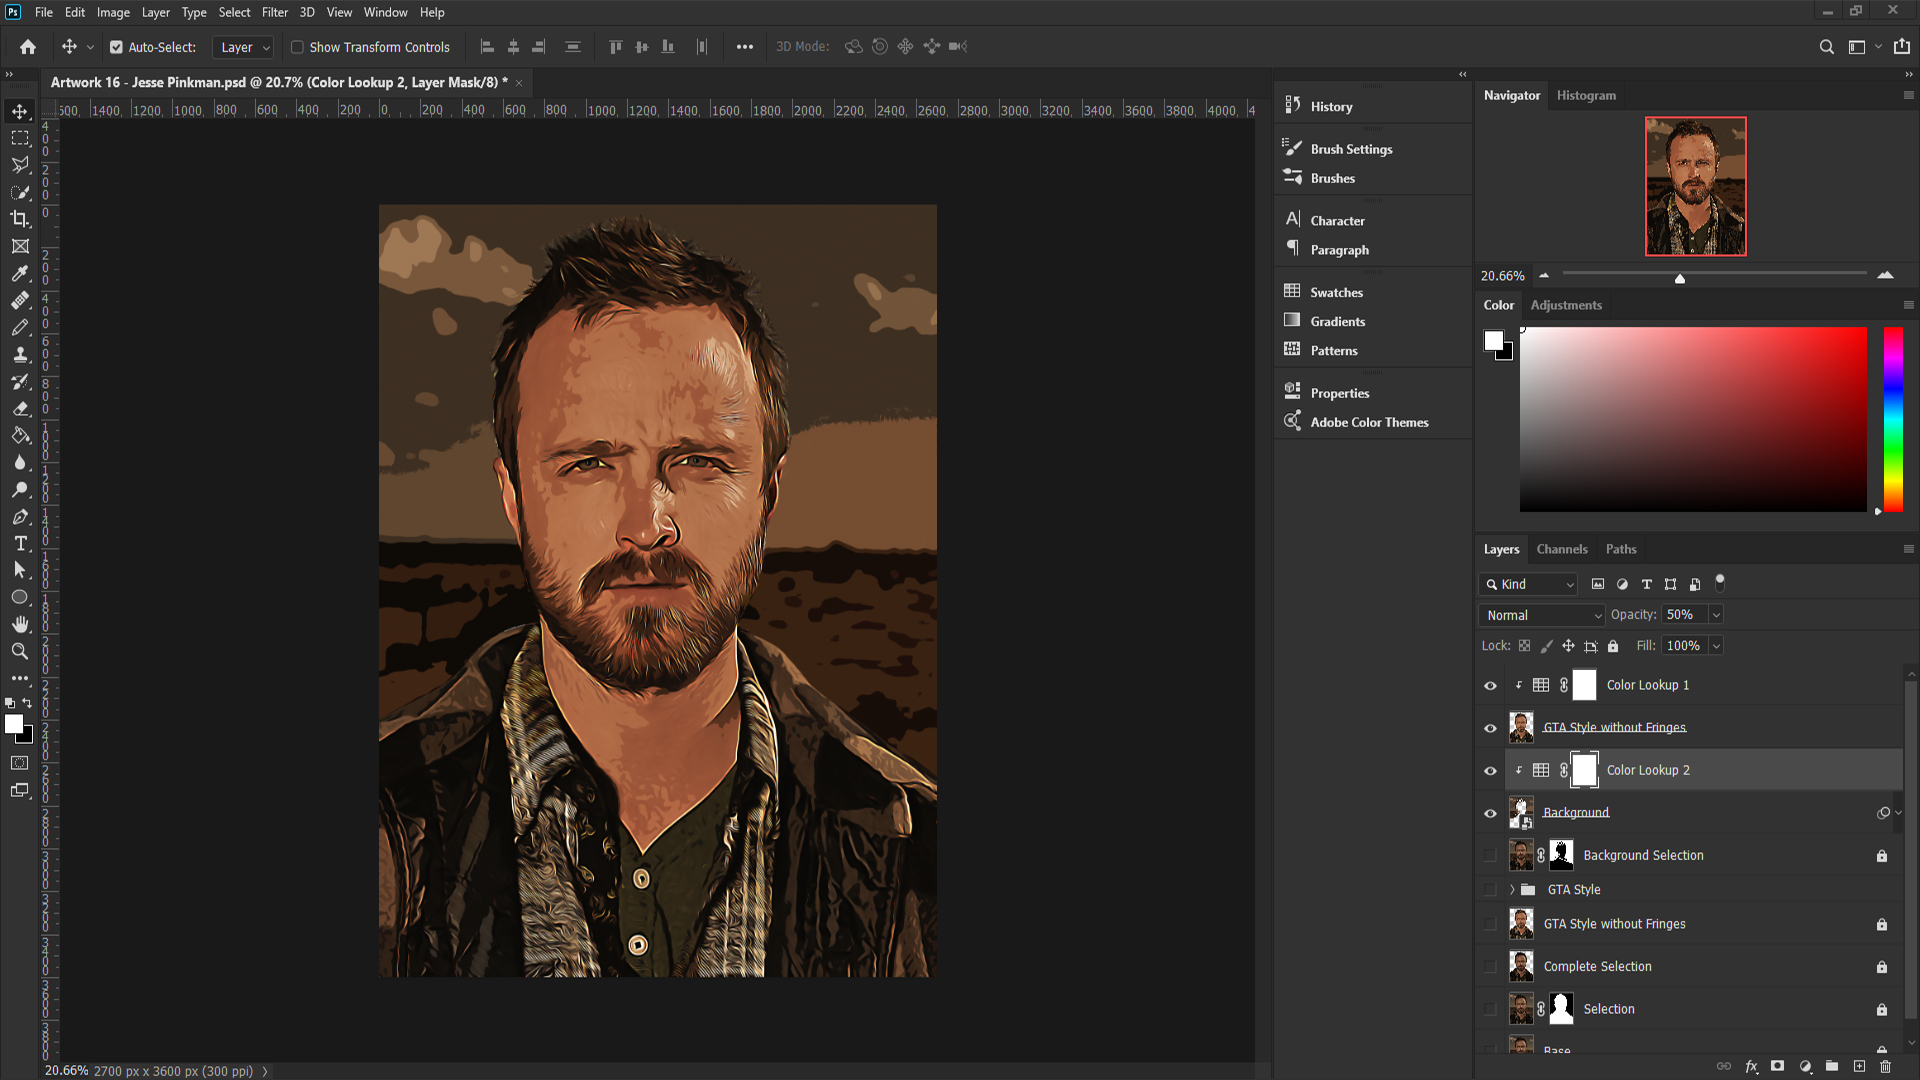 Ps File Edit Image Layer Type Select Filter 3D View Window Help
Auto-Select: Layer Show Transform Controls 3D Mode:
Artwork 16 - Jesse Pinkman.psd @ 20.7% (Color Lookup 2, Layer Mask/8) *
1400 1200 1000 800 600 400 200 0 200 400 600 800 1000 1200 1400 1600 1800 2000 2200 2400 2600 2800 3000 3200 3400 3600 3800 4000
History
Brush Settings
Brushes
Character
Paragraph
Swatches
Gradients
Patterns
Properties
Adobe Color Themes
Navigator Histogram
20.66%
Color Adjustments
Layers Channels Paths
Kind
Normal Opacity: 50%
Lock: Fill: 100%
Color Lookup 1
GTA Style without Fringes
Color Lookup 2
Background
Background Selection
GTA Style
GTA Style without Fringes
Complete Selection
Selection
Base
fx
20.66% 2700 px x 3600 px (300 ppi)